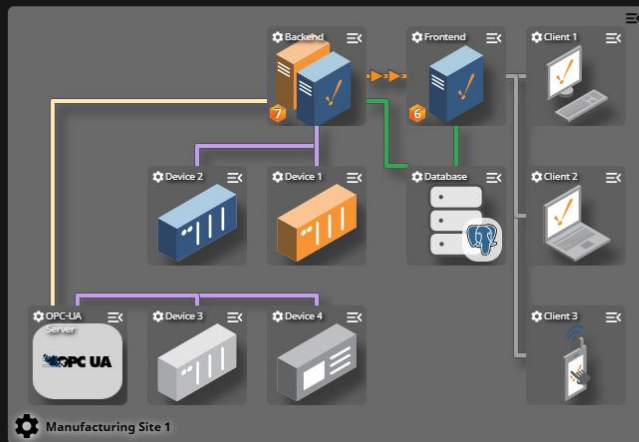 Backend
Frontend
Client 1
7
6
Device 2
Device 1
Database
Client 2
OPC-UA
Server
Device 3
Device 4
Client 3
OPC UA
Manufacturing Site 1